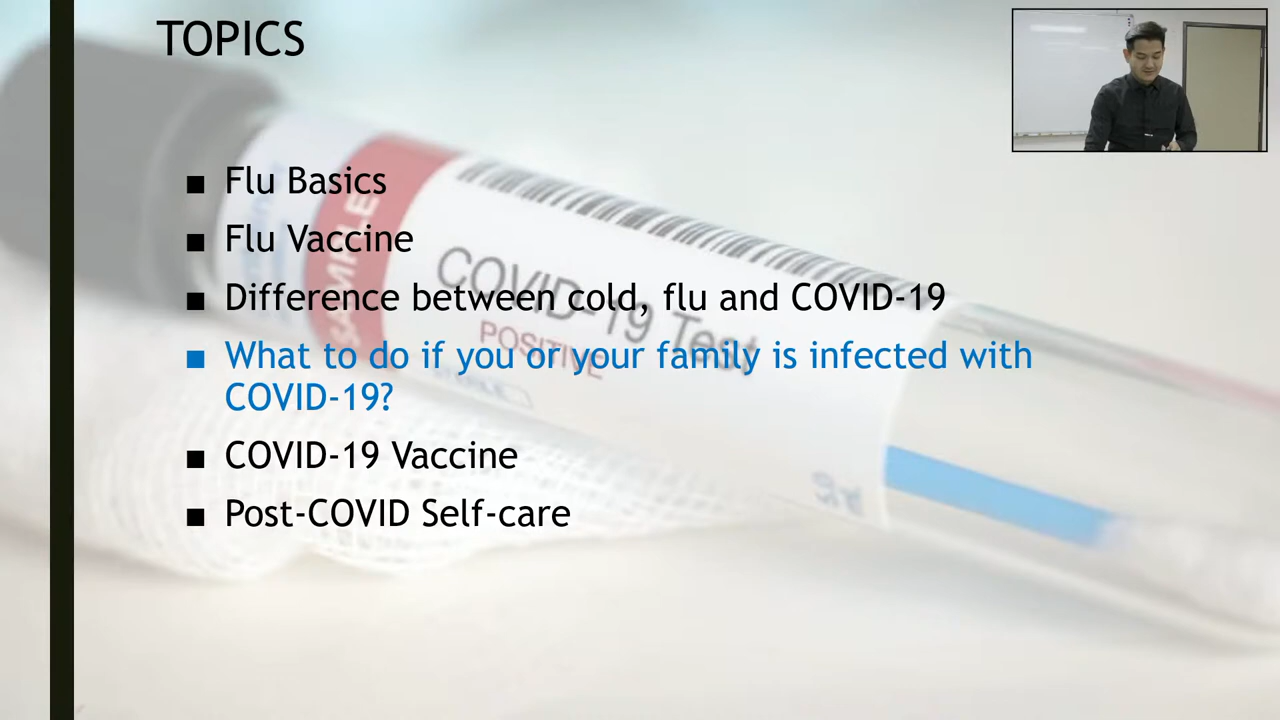 TOPICS
■ Flu Basics
■ Flu Vaccine
■ Difference between cold, flu and COVID-19
■ What to do if you or your family is infected with
COVID-19?
■ COVID-19 Vaccine
■ Post-COVID Self-care
COVID-19 Test
POSITIVE